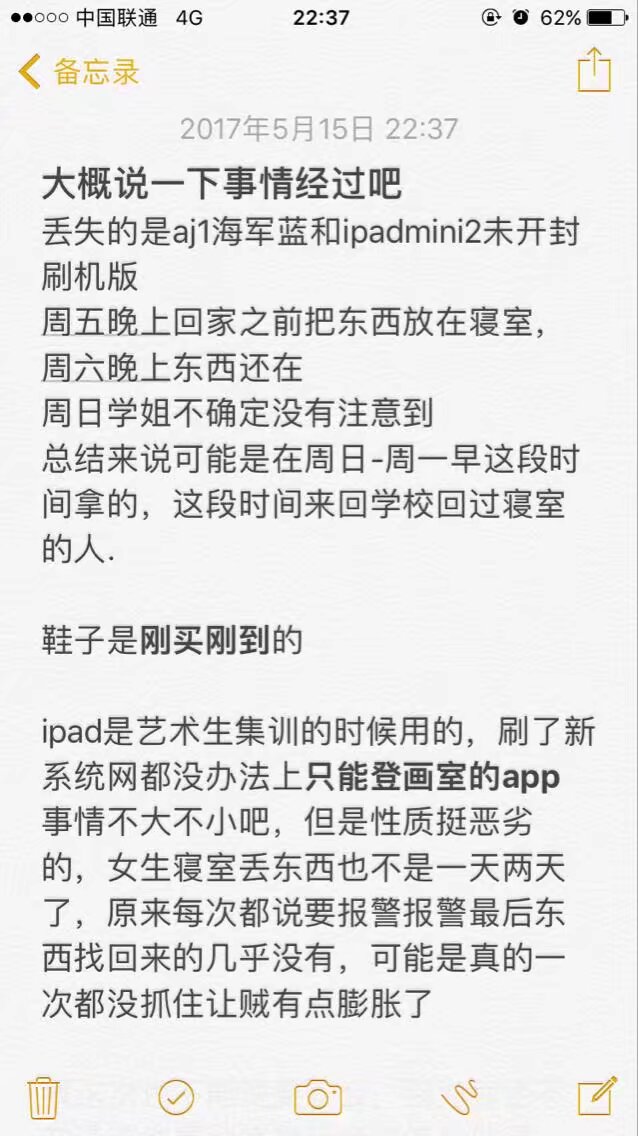 中国联通 4G 22:37 62%
备忘录
2017年5月15日 22:37
大概说一下事情经过吧
丢失的是aj1海军蓝和ipadmini2未开封
刷机版
周五晚上回家之前把东西放在寝室，
周六晚上东西还在
周日学姐不确定没有注意到
总结来说可能是在周日-周一早这段时
间拿的，这段时间来回学校回过寝室
的人.
鞋子是刚买刚到的
ipad是艺术生集训的时候用的，刷了新
系统网都没办法上只能登画室的app
事情不大不小吧，但是性质挺恶劣
的，女生寝室丢东西也不是一天两天
了，原来每次都说要报警报警最后东
西找回来的几乎没有，可能是真的一
次都没抓住让贼有点膨胀了